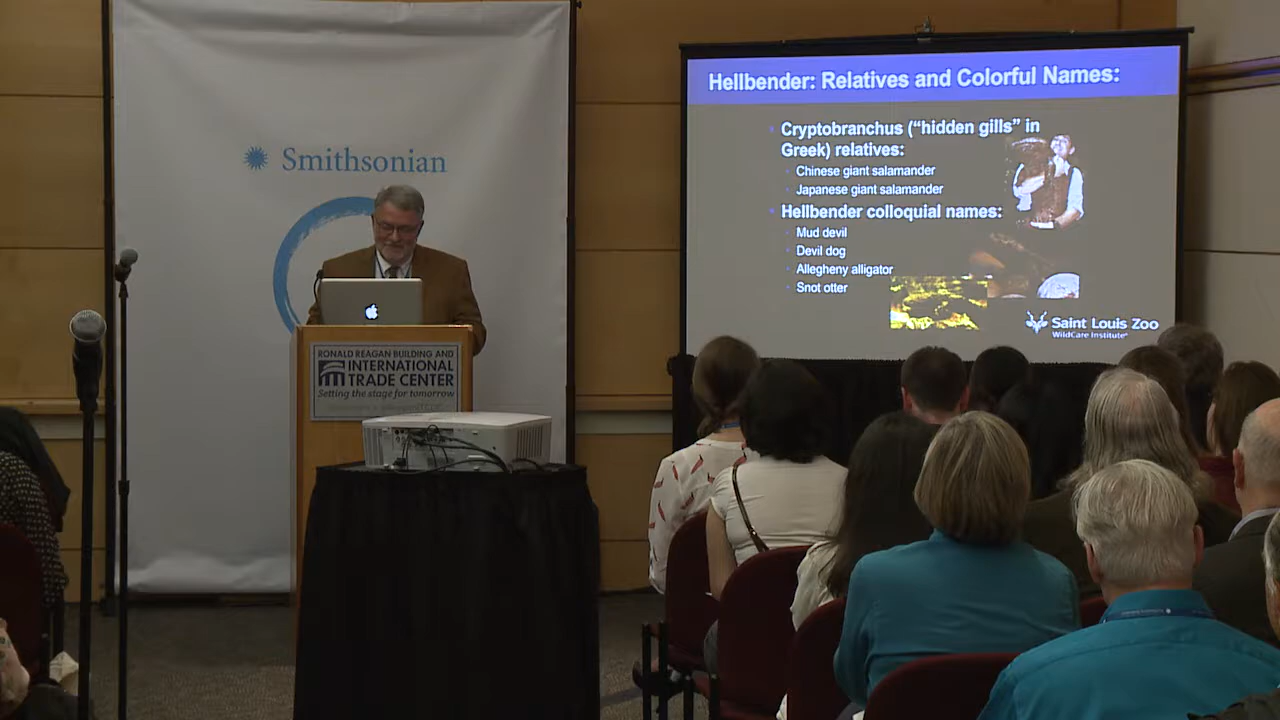 Smithsonian
RONALD REAGAN BUILDING AND
INTERNATIONAL
TRADE CENTER
Setting the stage for tomorrow
Hellbender: Relatives and Colorful Names:
Cryptobranchus (“hidden gills” in
Greek) relatives:
Chinese giant salamander
Japanese giant salamander
Hellbender colloquial names:
Mud devil
Devil dog
Allegheny alligator
Snot otter
Saint Louis Zoo
WildCare Institute